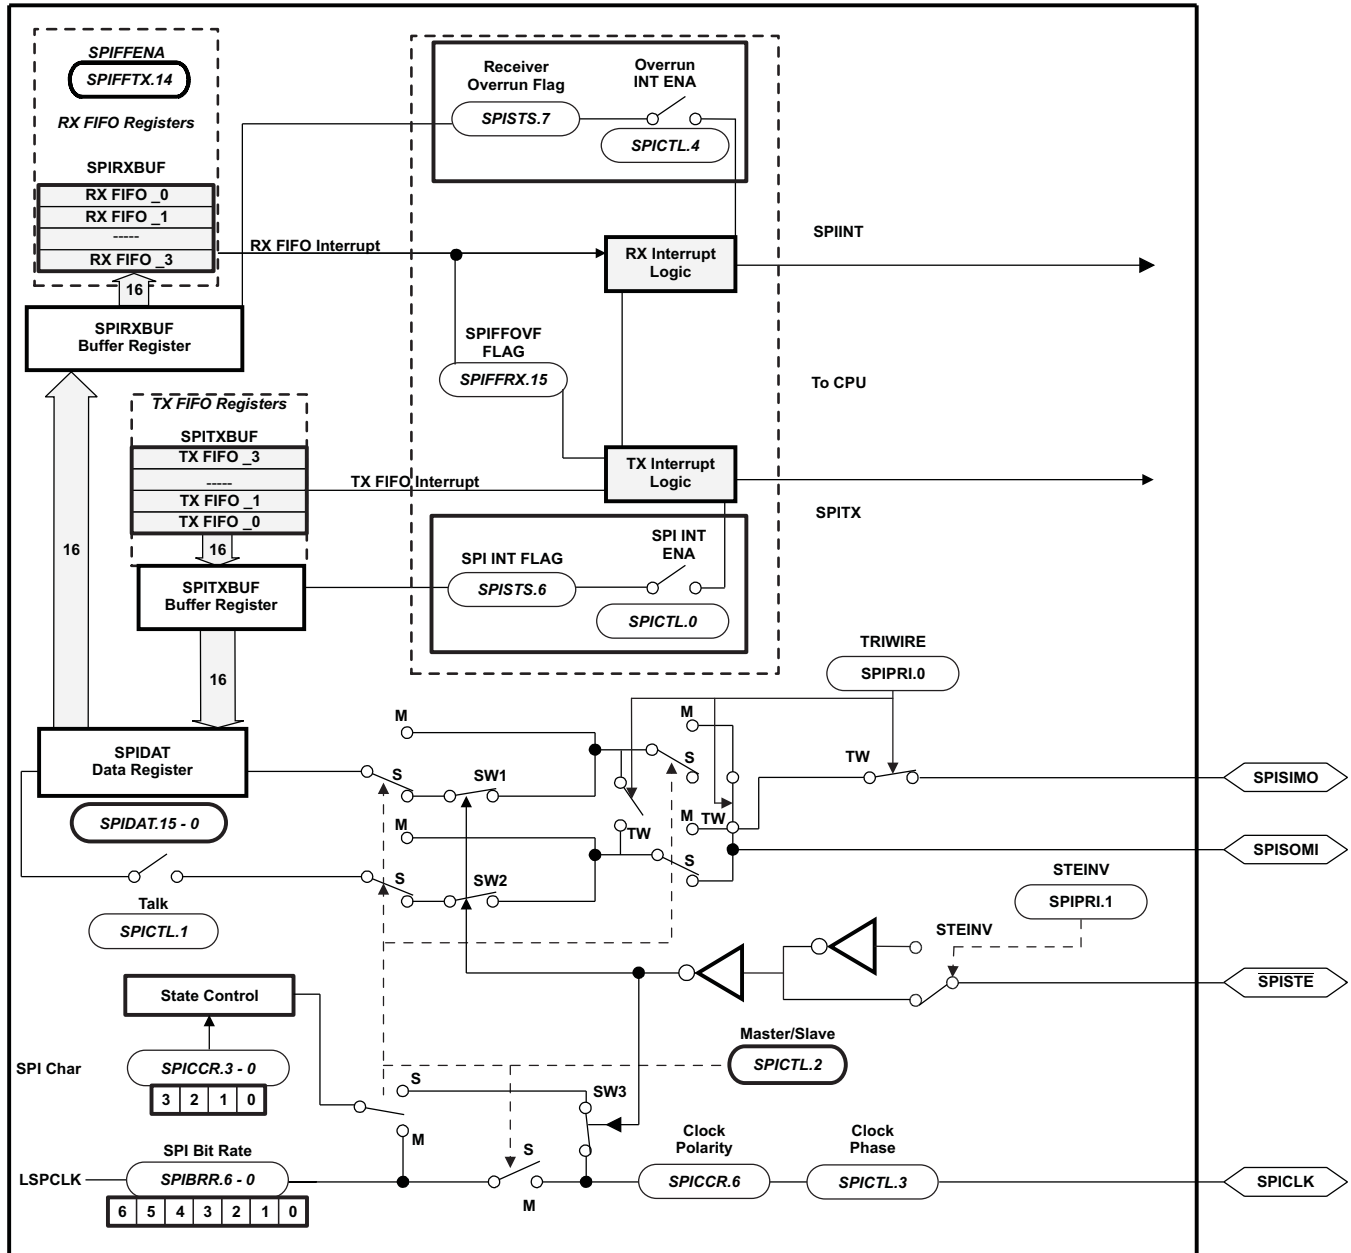 SPIFFENA
SPIFFTX.14
RX FIFO Registers
SPIRXBUF
RX FIFO _0
RX FIFO _1
-----
RX FIFO _3
16
SPIRXBUF
Buffer Register
RX FIFO Interrupt
Receiver
Overrun Flag
SPISTS.7
Overrun
INT ENA
SPICTL.4
RX Interrupt
Logic
SPIINT
SPIFFOVF
FLAG
SPIFFRX.15
To CPU
16
TX FIFO Registers
SPITXBUF
TX FIFO _3
-----
TX FIFO _1
TX FIFO _0
16
TX FIFO Interrupt
TX Interrupt
Logic
SPITX
SPITXBUF
Buffer Register
SPI INT FLAG
SPISTS.6
SPI INT
ENA
SPICTL.0
16
TRIWIRE
SPIPRI.0
SPIDAT
Data Register
SPIDAT.15 - 0
M
S
SW1
M
S
TW
SPISIMO
M
S
SW2
TW
M
TW
S
SPISOMI
Talk
SPICTL.1
STEINV
SPIPRI.1
STEINV
SPISTE
State Control
SPI Char
SPICCR.3 - 0
3 2 1 0
Master/Slave
SPICTL.2
S
M
SW3
S
M
LSPCLK
SPI Bit Rate
SPIBRR.6 - 0
6 5 4 3 2 1 0
Clock
Polarity
SPICCR.6
Clock
Phase
SPICTL.3
SPICLK